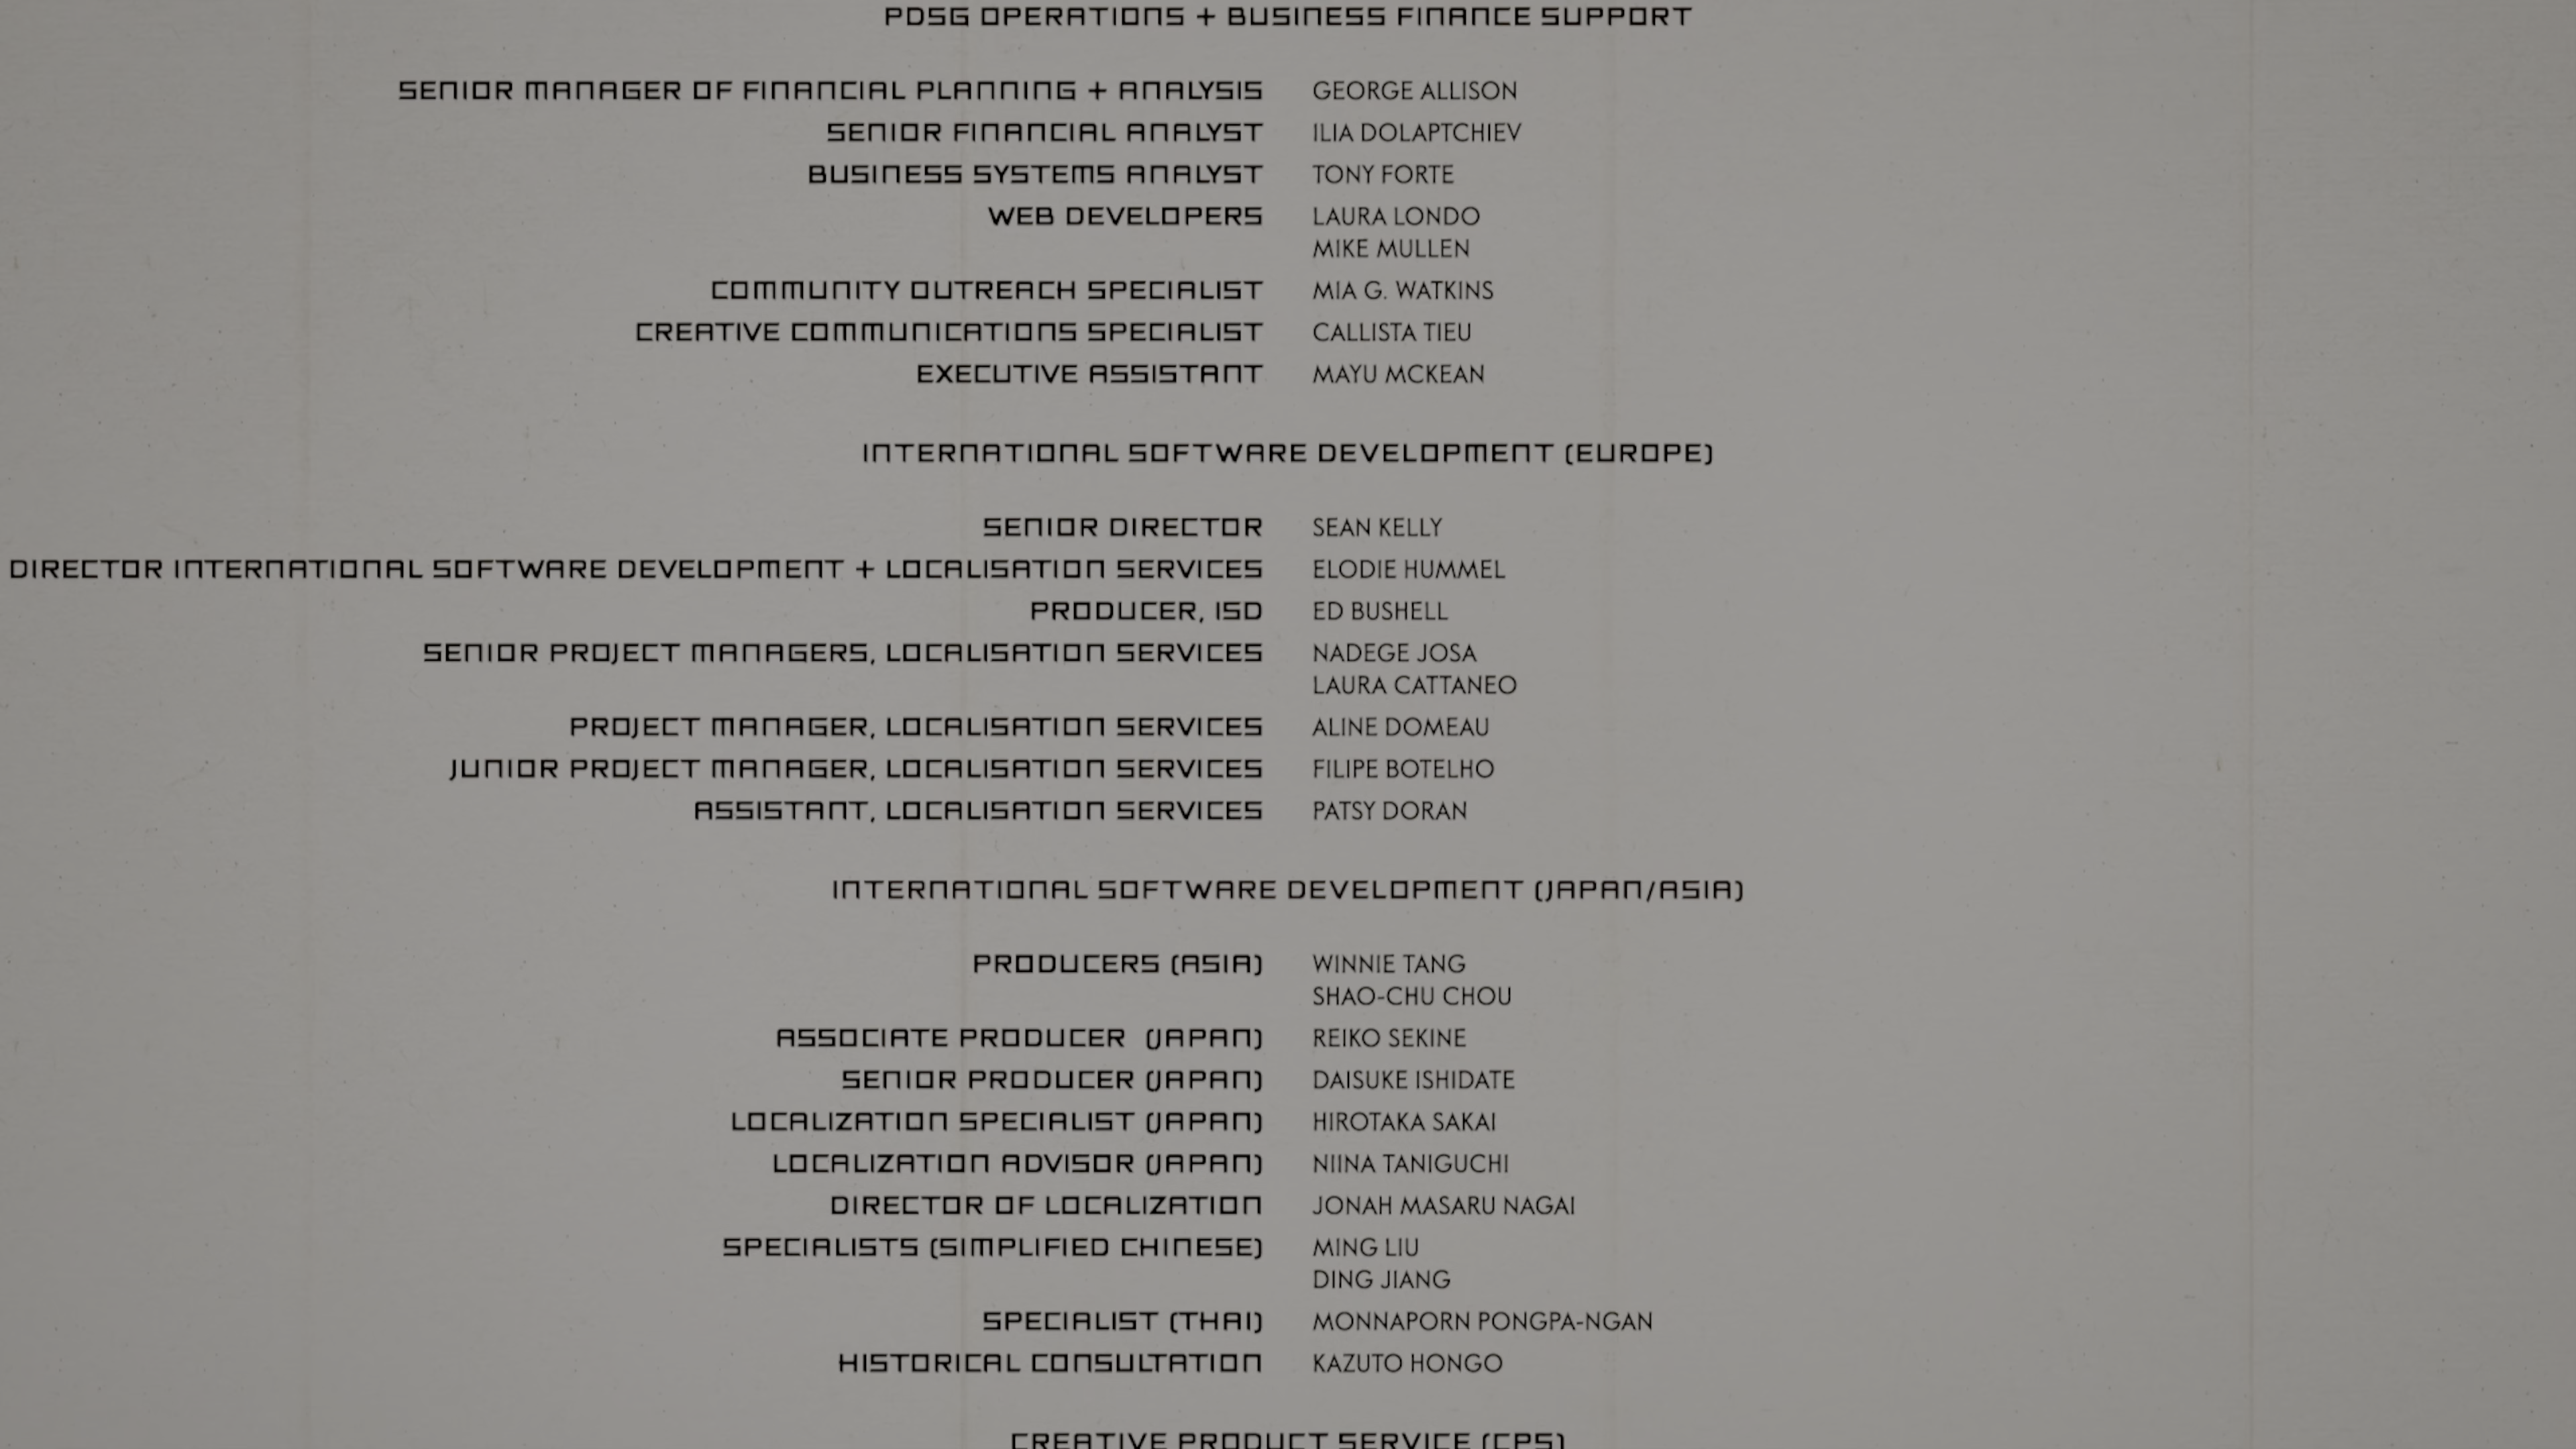 PDSG OPERATIONS + BUSINESS FINANCE SUPPORT
SENIOR MANAGER OF FINANCIAL PLANNING + ANALYSIS GEORGE ALLISON
SENIOR FINANCIAL ANALYST ILIA DOLAPTCHIEV
BUSINESS SYSTEMS ANALYST TONY FORTE
WEB DEVELOPERS LAURA LONDO
MIKE MULLEN
COMMUNITY OUTREACH SPECIALIST MIA G. WATKINS
CREATIVE COMMUNICATIONS SPECIALIST CALLISTA TIEU
EXECUTIVE ASSISTANT MAYU MCKEAN
INTERNATIONAL SOFTWARE DEVELOPMENT (EUROPE)
SENIOR DIRECTOR SEAN KELLY
DIRECTOR INTERNATIONAL SOFTWARE DEVELOPMENT + LOCALISATION SERVICES ELODIE HUMMEL
PRODUCER, ISD ED BUSHELL
SENIOR PROJECT MANAGERS, LOCALISATION SERVICES NADEGE JOSA
LAURA CATTANEO
PROJECT MANAGER, LOCALISATION SERVICES ALINE DOMEAU
JUNIOR PROJECT MANAGER, LOCALISATION SERVICES FILIPE BOTELHO
ASSISTANT, LOCALISATION SERVICES PATSY DORAN
INTERNATIONAL SOFTWARE DEVELOPMENT (JAPAN/ASIA)
PRODUCERS (ASIA) WINNIE TANG
SHAO-CHU CHOU
ASSOCIATE PRODUCER (JAPAN) REIKO SEKINE
SENIOR PRODUCER (JAPAN) DAISUKE ISHIDATE
LOCALIZATION SPECIALIST (JAPAN) HIROTAKA SAKAI
LOCALIZATION ADVISOR (JAPAN) NIINA TANIGUCHI
DIRECTOR OF LOCALIZATION JONAH MASARU NAGAI
SPECIALISTS (SIMPLIFIED CHINESE) MING LIU
DING JIANG
SPECIALIST (THAI) MONNAPORN PONGPA-NGAN
HISTORICAL CONSULTATION KAZUTO HONGO
CREATIVE PRODUCT SERVICE (CPS)